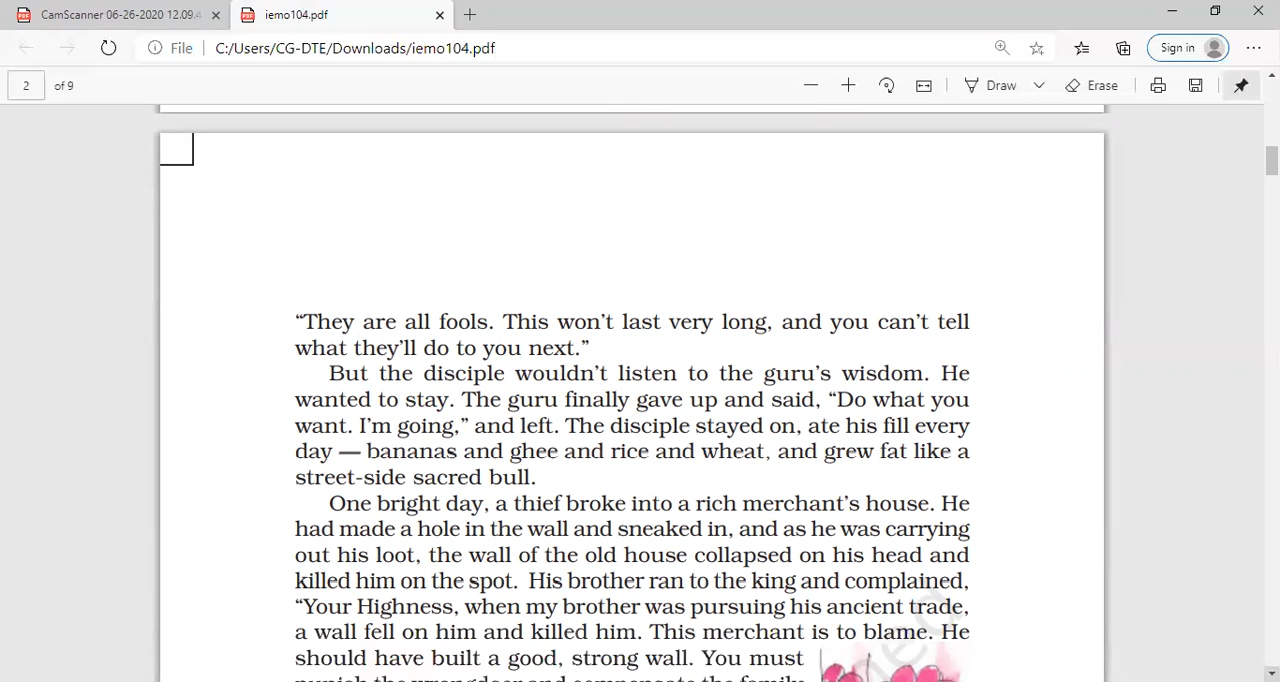 CamScanner 06-26-2020 12.09.4
iemo104.pdf
File
C:/Users/CG-DTE/Downloads/iemo104.pdf
Sign in
2 of 9
Draw
Erase
“They are all fools. This won’t last very long, and you can’t tell
what they’ll do to you next.”
But the disciple wouldn’t listen to the guru’s wisdom. He
wanted to stay. The guru finally gave up and said, “Do what you
want. I’m going,” and left. The disciple stayed on, ate his fill every
day — bananas and ghee and rice and wheat, and grew fat like a
street-side sacred bull.
One bright day, a thief broke into a rich merchant’s house. He
had made a hole in the wall and sneaked in, and as he was carrying
out his loot, the wall of the old house collapsed on his head and
killed him on the spot. His brother ran to the king and complained,
“Your Highness, when my brother was pursuing his ancient trade,
a wall fell on him and killed him. This merchant is to blame. He
should have built a good, strong wall. You must
punish the wrongdoer and compensate the family